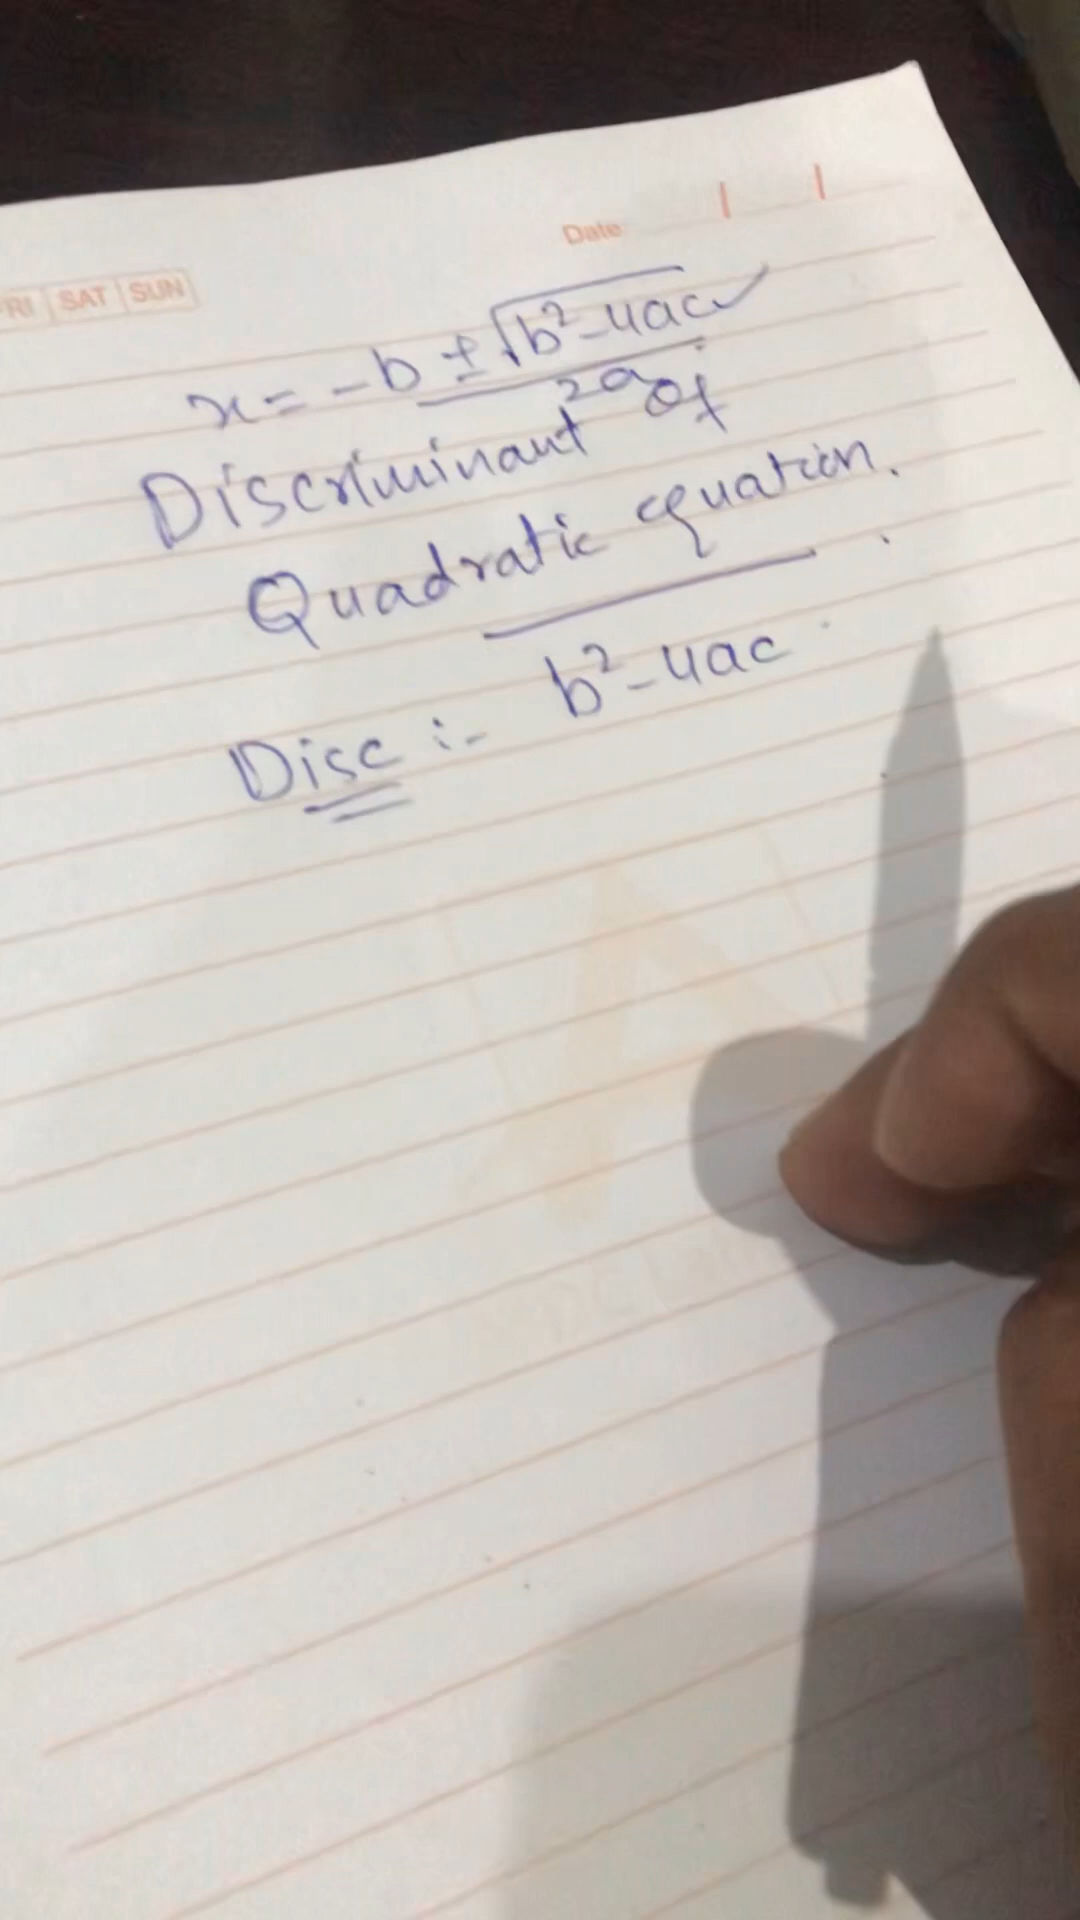 Date
FRI SAT SUN
x = -b ± √b²-4ac
2a
Discriminant of
Quadratic equation.
Disc :- b²-4ac